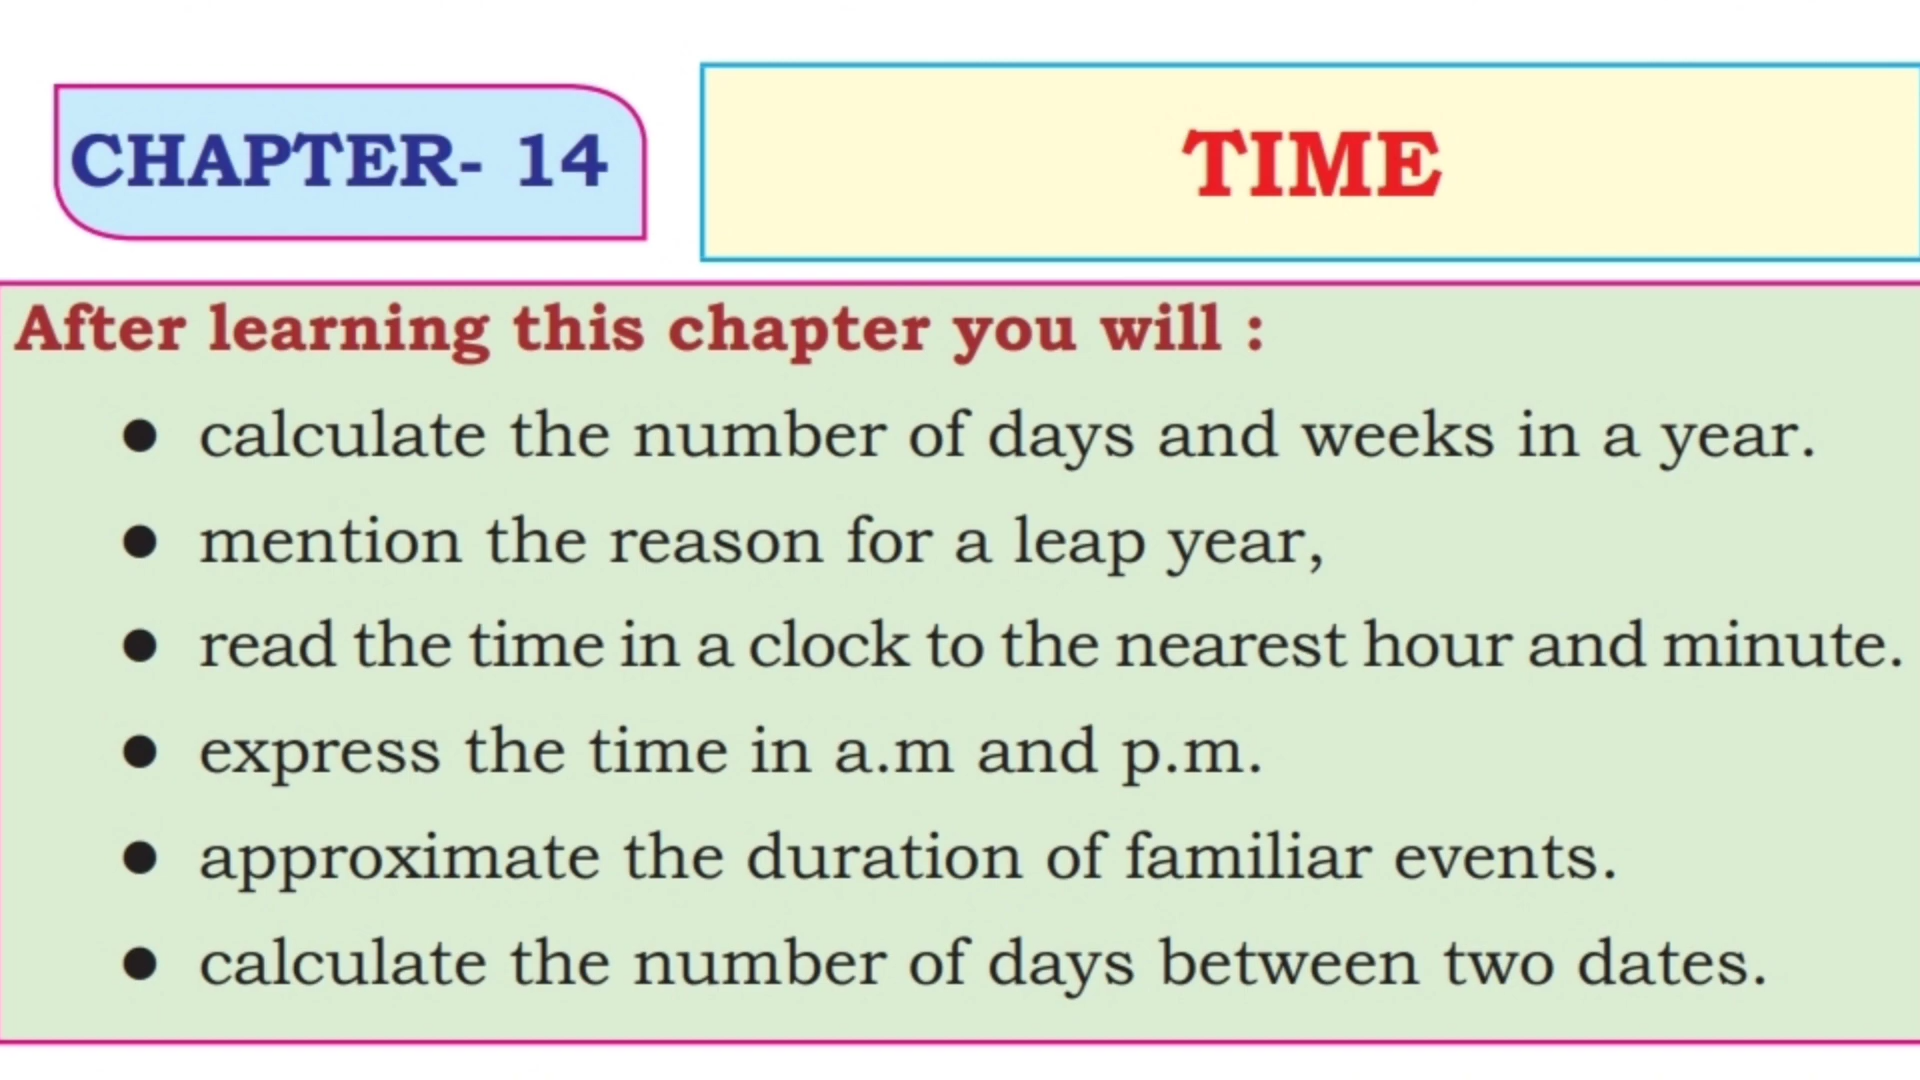 CHAPTER- 14
TIME
After learning this chapter you will :
● calculate the number of days and weeks in a year.
● mention the reason for a leap year,
● read the time in a clock to the nearest hour and minute.
● express the time in a.m and p.m.
● approximate the duration of familiar events.
● calculate the number of days between two dates.